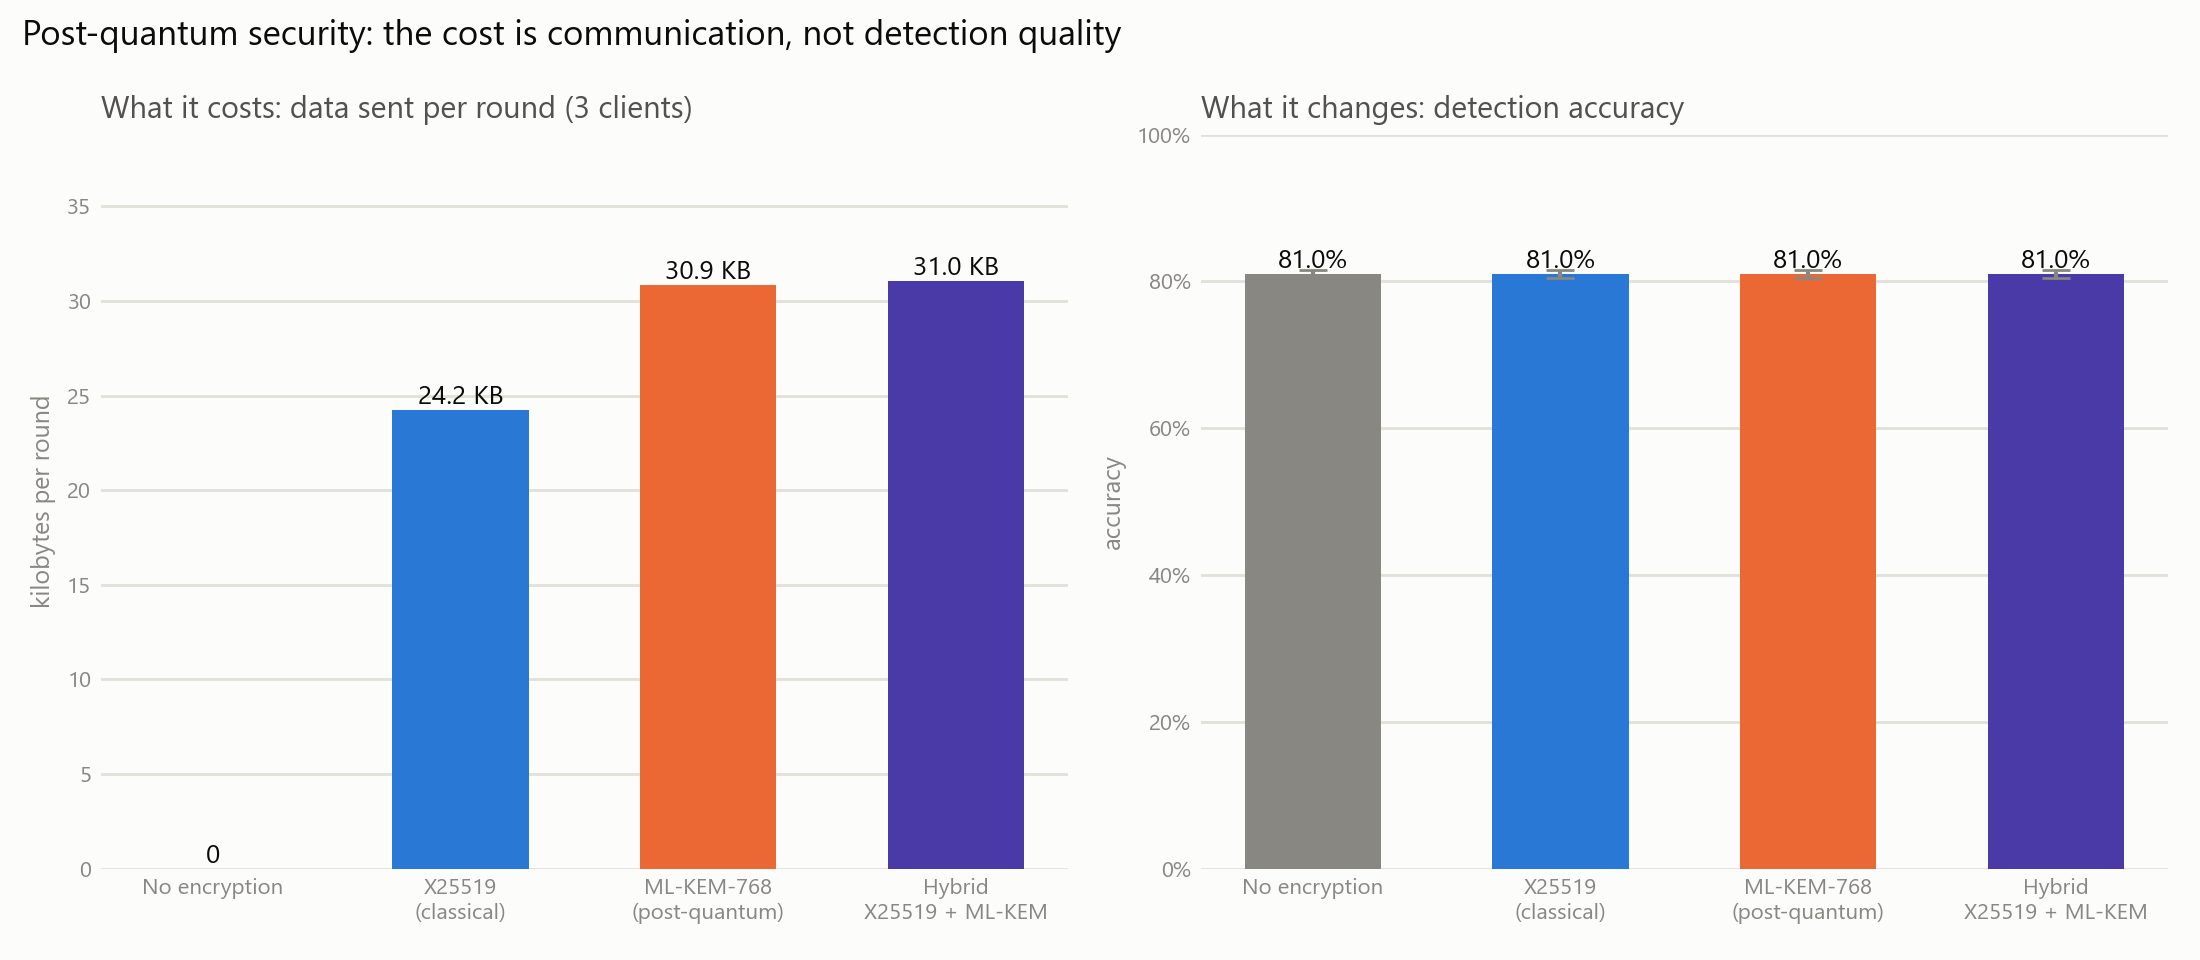 Post-quantum security: the cost is communication, not detection quality
What it costs: data sent per round (3 clients)
kilobytes per round
35
30
25
20
15
10
5
0
0
24.2 KB
30.9 KB
31.0 KB
No encryption
X25519
(classical)
ML-KEM-768
(post-quantum)
Hybrid
X25519 + ML-KEM
What it changes: detection accuracy
accuracy
100%
80%
60%
40%
20%
0%
81.0%
81.0%
81.0%
81.0%
No encryption
X25519
(classical)
ML-KEM-768
(post-quantum)
Hybrid
X25519 + ML-KEM